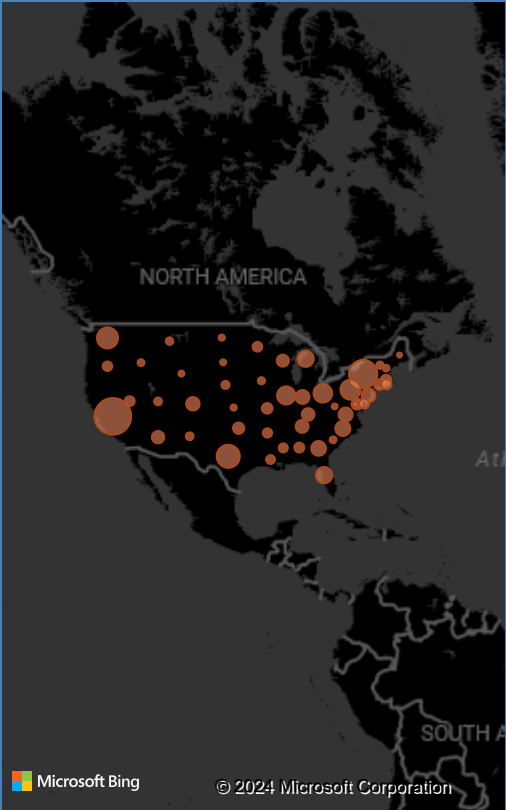 NORTH AMERICA
Atl
SOUTH A
Microsoft Bing
© 2024 Microsoft Corporation